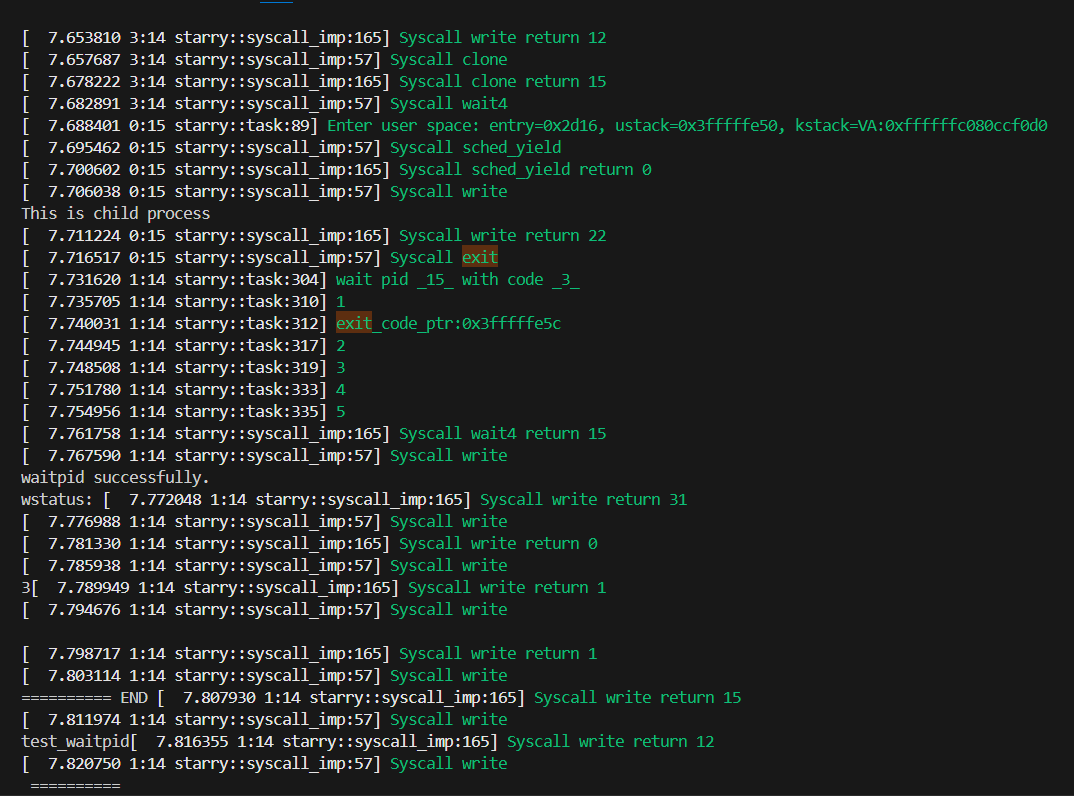 [  7.653810 3:14 starry::syscall_imp:165] Syscall write return 12
[  7.657687 3:14 starry::syscall_imp:57] Syscall clone
[  7.678222 3:14 starry::syscall_imp:165] Syscall clone return 15
[  7.682891 3:14 starry::syscall_imp:57] Syscall wait4
[  7.688401 0:15 starry::task:89] Enter user space: entry=0x2d16, ustack=0x3fffffe50, kstack=VA:0xffffffc080ccf0d0
[  7.695462 0:15 starry::syscall_imp:57] Syscall sched_yield
[  7.700602 0:15 starry::syscall_imp:165] Syscall sched_yield return 0
[  7.706038 0:15 starry::syscall_imp:57] Syscall write
This is child process
[  7.711224 0:15 starry::syscall_imp:165] Syscall write return 22
[  7.716517 0:15 starry::syscall_imp:57] Syscall exit
[  7.731620 1:14 starry::task:304] wait pid _15_ with code _3_
[  7.735705 1:14 starry::task:310] 1
[  7.740031 1:14 starry::task:312] exit_code_ptr:0x3fffffe5c
[  7.744945 1:14 starry::task:317] 2
[  7.748508 1:14 starry::task:319] 3
[  7.751780 1:14 starry::task:333] 4
[  7.754956 1:14 starry::task:335] 5
[  7.761758 1:14 starry::syscall_imp:165] Syscall wait4 return 15
[  7.767590 1:14 starry::syscall_imp:57] Syscall write
waitpid successfully.
wstatus: [  7.772048 1:14 starry::syscall_imp:165] Syscall write return 31
[  7.776988 1:14 starry::syscall_imp:57] Syscall write
[  7.781330 1:14 starry::syscall_imp:165] Syscall write return 0
[  7.785938 1:14 starry::syscall_imp:57] Syscall write
3[  7.789949 1:14 starry::syscall_imp:165] Syscall write return 1
[  7.794676 1:14 starry::syscall_imp:57] Syscall write
[  7.798717 1:14 starry::syscall_imp:165] Syscall write return 1
[  7.803114 1:14 starry::syscall_imp:57] Syscall write
========== END [  7.807930 1:14 starry::syscall_imp:165] Syscall write return 15
[  7.811974 1:14 starry::syscall_imp:57] Syscall write
test_waitpid[  7.816355 1:14 starry::syscall_imp:165] Syscall write return 12
[  7.820750 1:14 starry::syscall_imp:57] Syscall write
==========